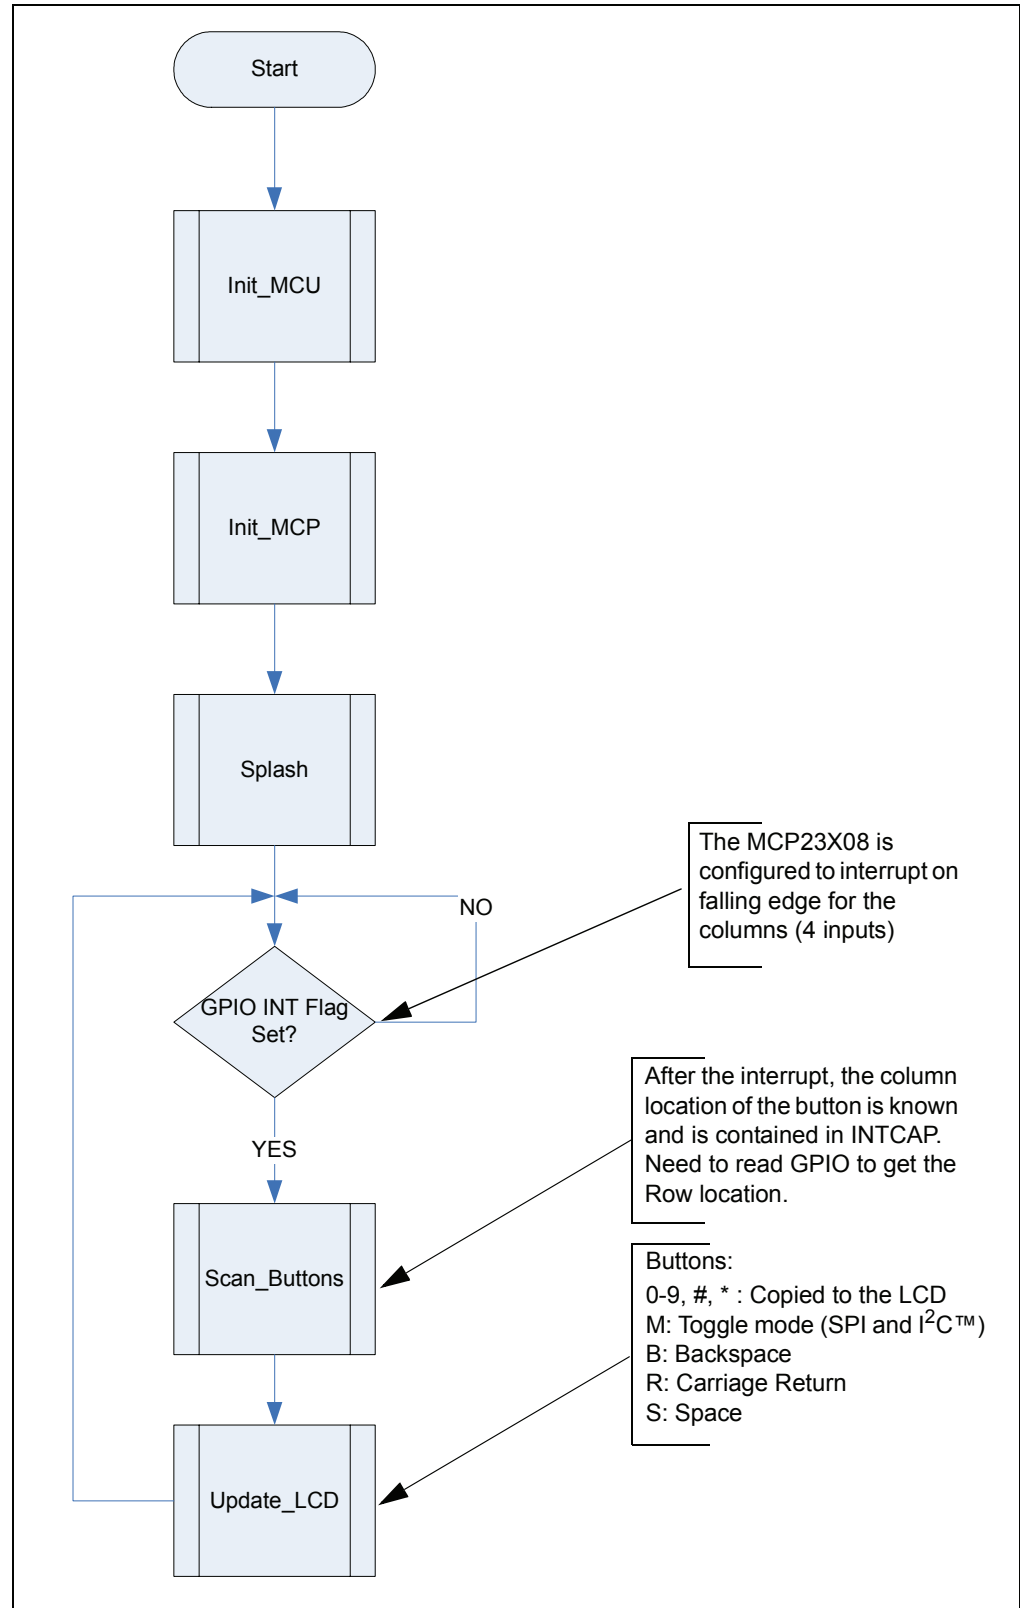 Start
Init_MCU
Init_MCP
Splash
NO
The MCP23X08 is
configured to interrupt on
falling edge for the
columns (4 inputs)
GPIO INT Flag
Set?
YES
After the interrupt, the column
location of the button is known
and is contained in INTCAP.
Need to read GPIO to get the
Row location.
Scan_Buttons
Buttons:
0-9, #, * : Copied to the LCD
M: Toggle mode (SPI and I²C™)
B: Backspace
R: Carriage Return
S: Space
Update_LCD